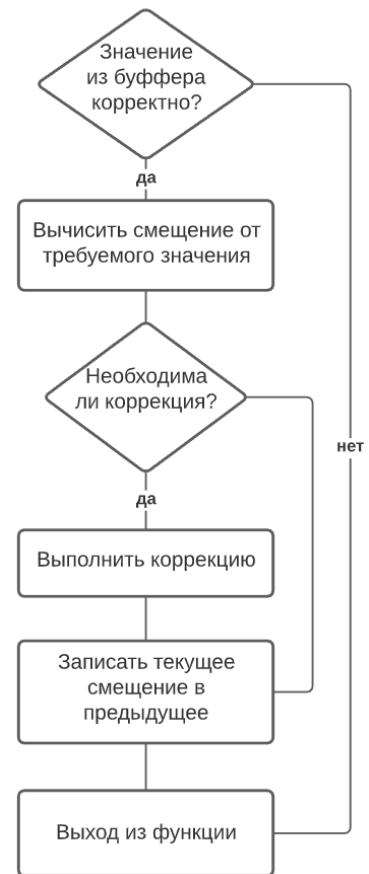 Значение
из буффера
корректно?
да
Вычисить смещение от
требуемого значения
Необходима
ли коррекция?
нет
да
Выполнить коррекцию
Записать текущее
смещение в
предыдущее
Выход из функции